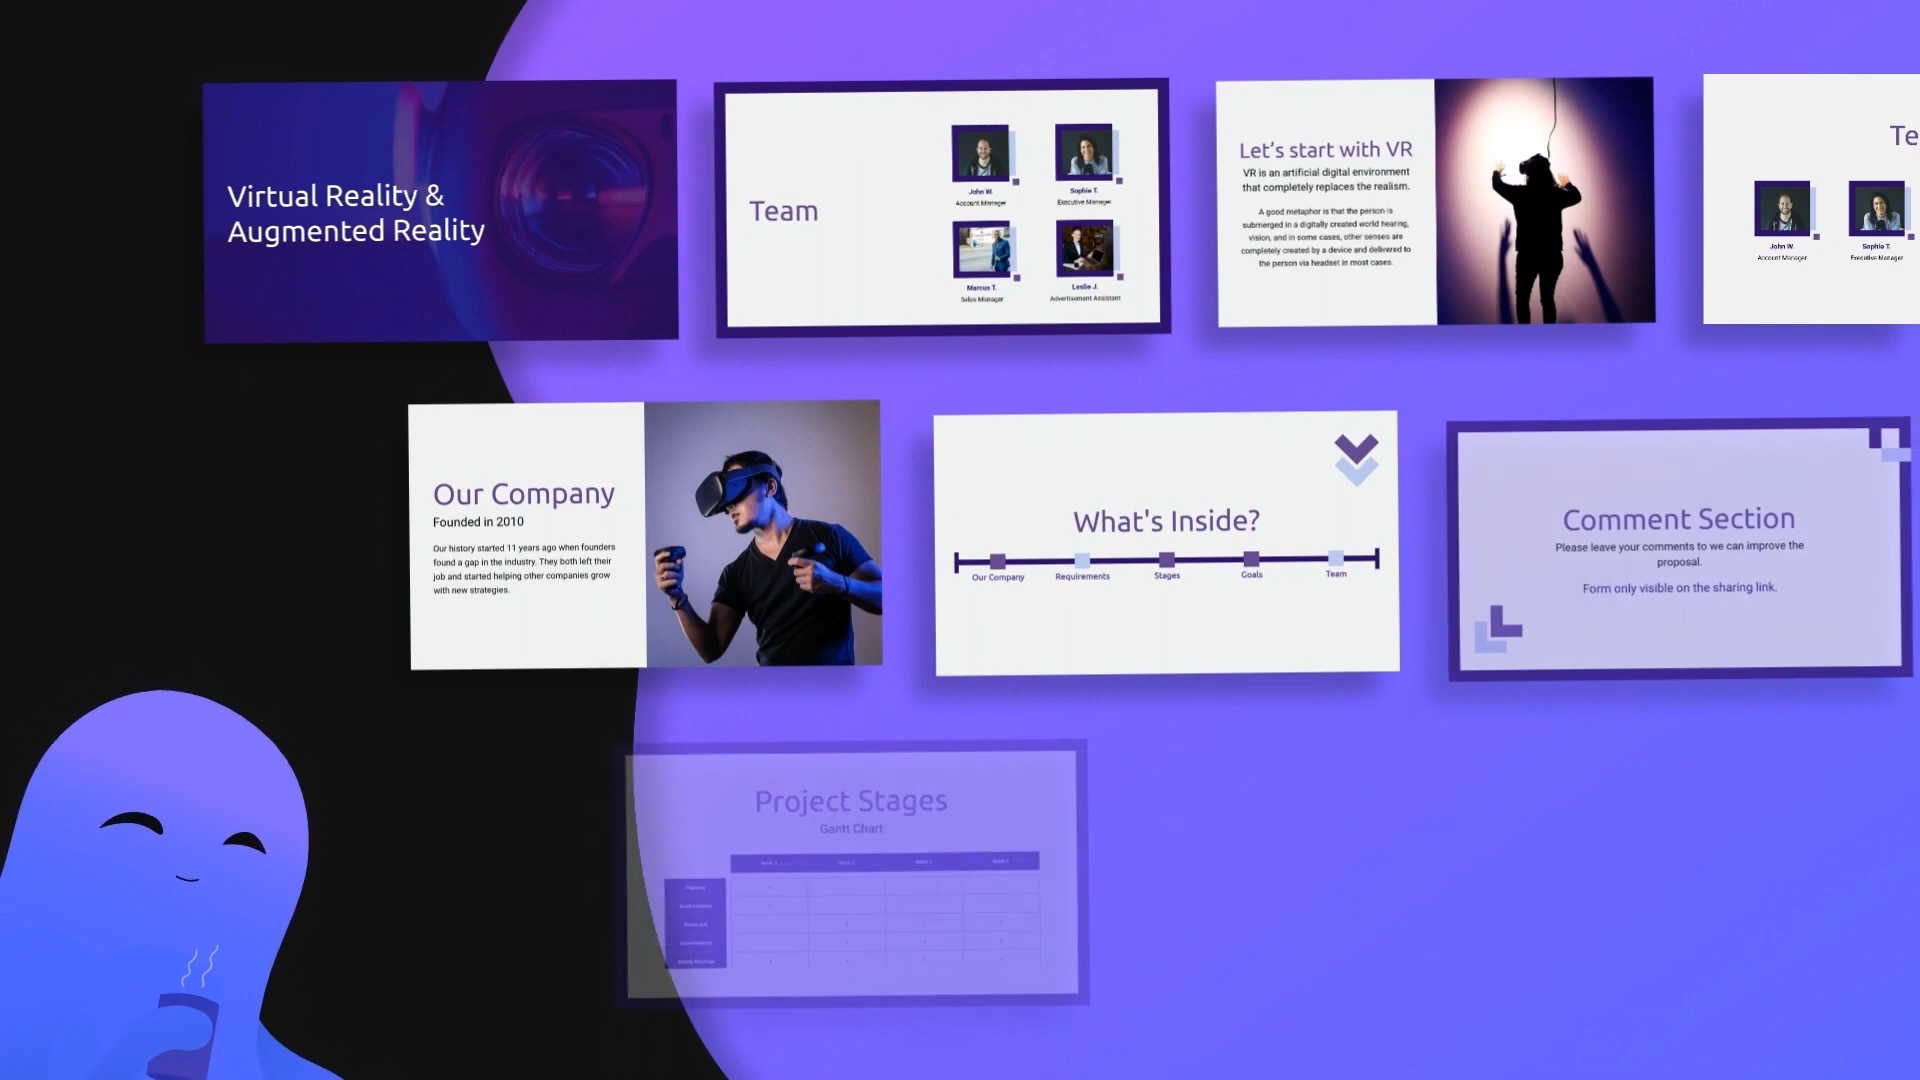 Virtual Reality &
Augmented Reality
Team
John W.
Account Manager
Sophie T.
Executive Manager
Marcus T.
Sales Manager
Leslie J.
Advertisement Assistant
Let's start with VR
VR is an artificial digital environment
that completely replaces the realism.
A good metaphor is that the person is
submerged in a digitally created world hearing,
vision, and in some cases, other senses are
completely created by a device and delivered to
the person via headset in most cases.
Te
John W.
Account Manager
Sophie T.
Executive Manager
Our Company
Founded in 2010
Our history started 11 years ago when founders
found a gap in the industry. They both left their
job and started helping other companies grow
with new strategies.
What's Inside?
Our Company
Requirements
Stages
Goals
Team
Comment Section
Please leave your comments to we can improve the
proposal.
Form only visible on the sharing link.
Project Stages
Gantt Chart